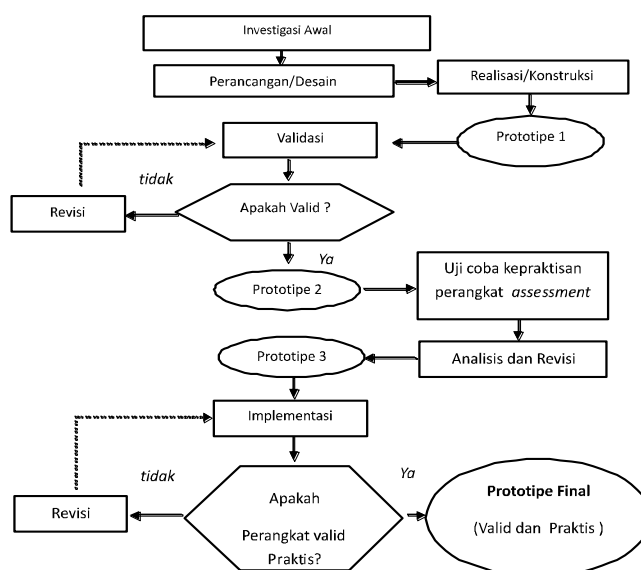 Investigasi Awal
Perancangan/Desain
Realisasi/Konstruksi
Prototipe 1
Validasi
tidak
Revisi
Apakah Valid ?
Ya
Prototipe 2
Uji coba kepraktisan
perangkat assessment
Prototipe 3
Analisis dan Revisi
Implementasi
tidak
Ya
Revisi
Apakah
Perangkat valid
Praktis?
Prototipe Final
(Valid dan Praktis )